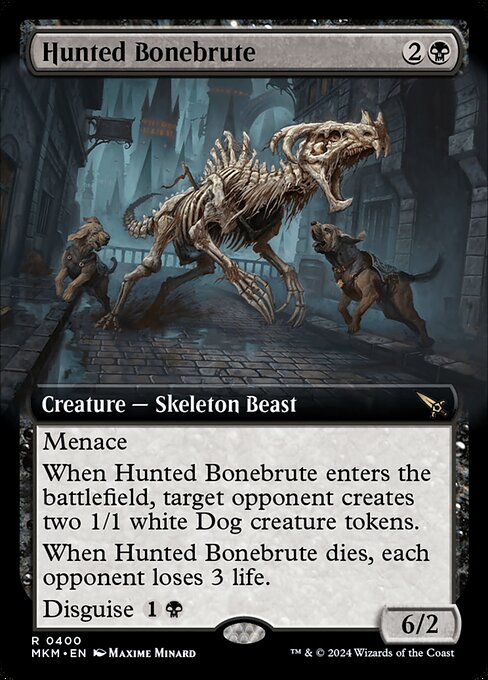 Hunted Bonebrute 2
Creature — Skeleton Beast
Menace
When Hunted Bonebrute enters the
battlefield, target opponent creates
two 1/1 white Dog creature tokens.
When Hunted Bonebrute dies, each
opponent loses 3 life.
Disguise 1
6/2
R 0400
MKM • EN Maxime Minard
™ & © 2024 Wizards of the Coast